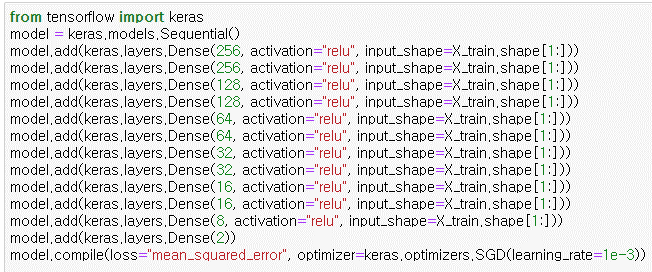 from tensorflow import keras
model = keras.models.Sequential()
model.add(keras.layers.Dense(256, activation="relu", input_shape=X_train.shape[1:]))
model.add(keras.layers.Dense(256, activation="relu", input_shape=X_train.shape[1:]))
model.add(keras.layers.Dense(128, activation="relu", input_shape=X_train.shape[1:]))
model.add(keras.layers.Dense(128, activation="relu", input_shape=X_train.shape[1:]))
model.add(keras.layers.Dense(64, activation="relu", input_shape=X_train.shape[1:]))
model.add(keras.layers.Dense(64, activation="relu", input_shape=X_train.shape[1:]))
model.add(keras.layers.Dense(32, activation="relu", input_shape=X_train.shape[1:]))
model.add(keras.layers.Dense(32, activation="relu", input_shape=X_train.shape[1:]))
model.add(keras.layers.Dense(16, activation="relu", input_shape=X_train.shape[1:]))
model.add(keras.layers.Dense(16, activation="relu", input_shape=X_train.shape[1:]))
model.add(keras.layers.Dense(8, activation="relu", input_shape=X_train.shape[1:]))
model.add(keras.layers.Dense(2))
model.compile(loss="mean_squared_error", optimizer=keras.optimizers.SGD(learning_rate=1e-3))